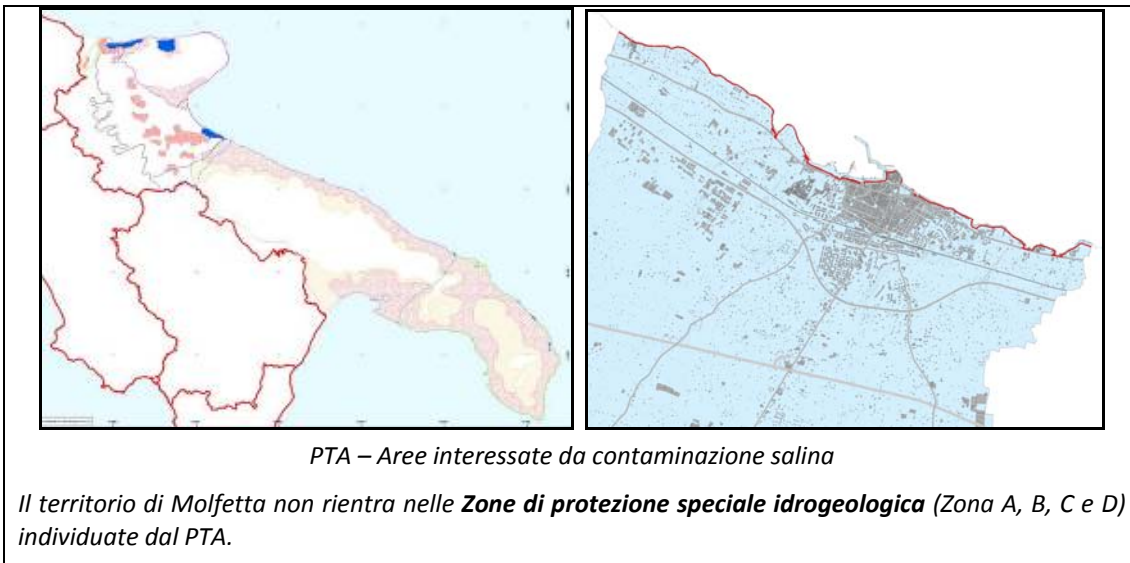 PTA – Aree interessate da contaminazione salina
Il territorio di Molfetta non rientra nelle Zone di protezione speciale idrogeologica (Zona A, B, C e D)
individuate dal PTA.